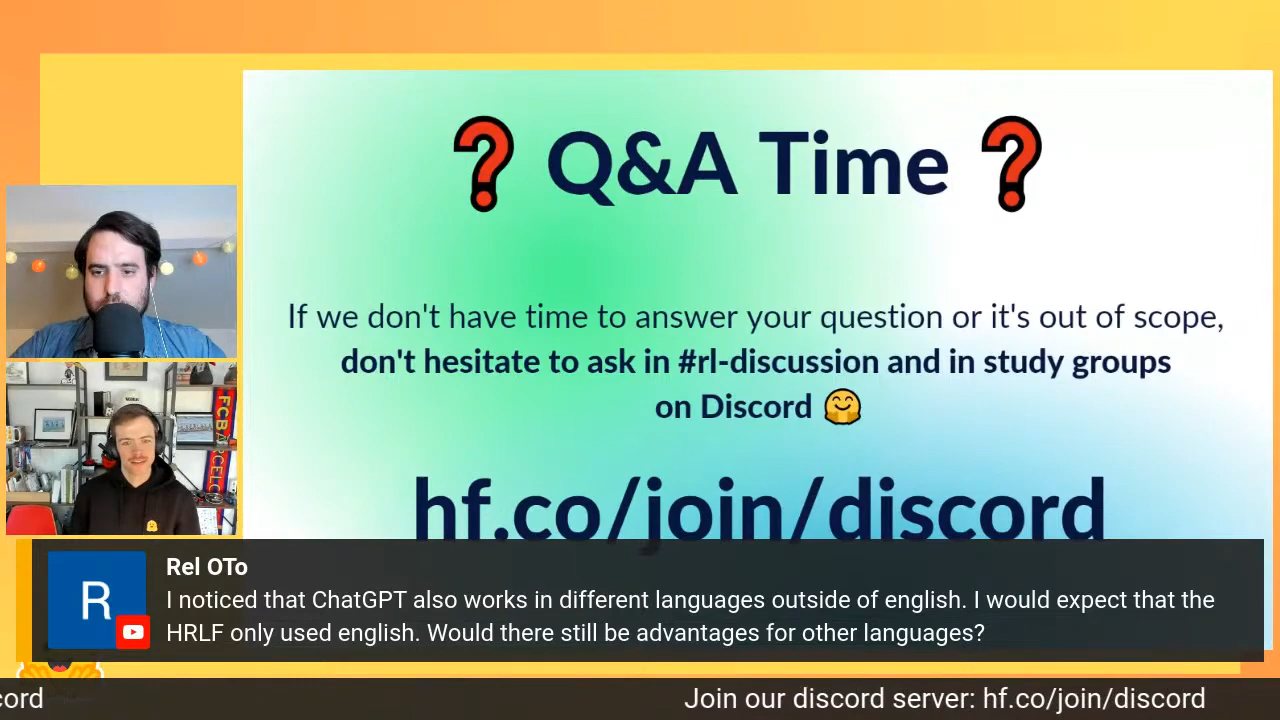 ❓ Q&A Time ❓
If we don't have time to answer your question or it's out of scope,
don't hesitate to ask in #rl-discussion and in study groups
on Discord 🤗
hf.co/join/discord
FCBARCELO
R
Rel OTo
I noticed that ChatGPT also works in different languages outside of english. I would expect that the
HRLF only used english. Would there still be advantages for other languages?
cord
Join our discord server: hf.co/join/discord